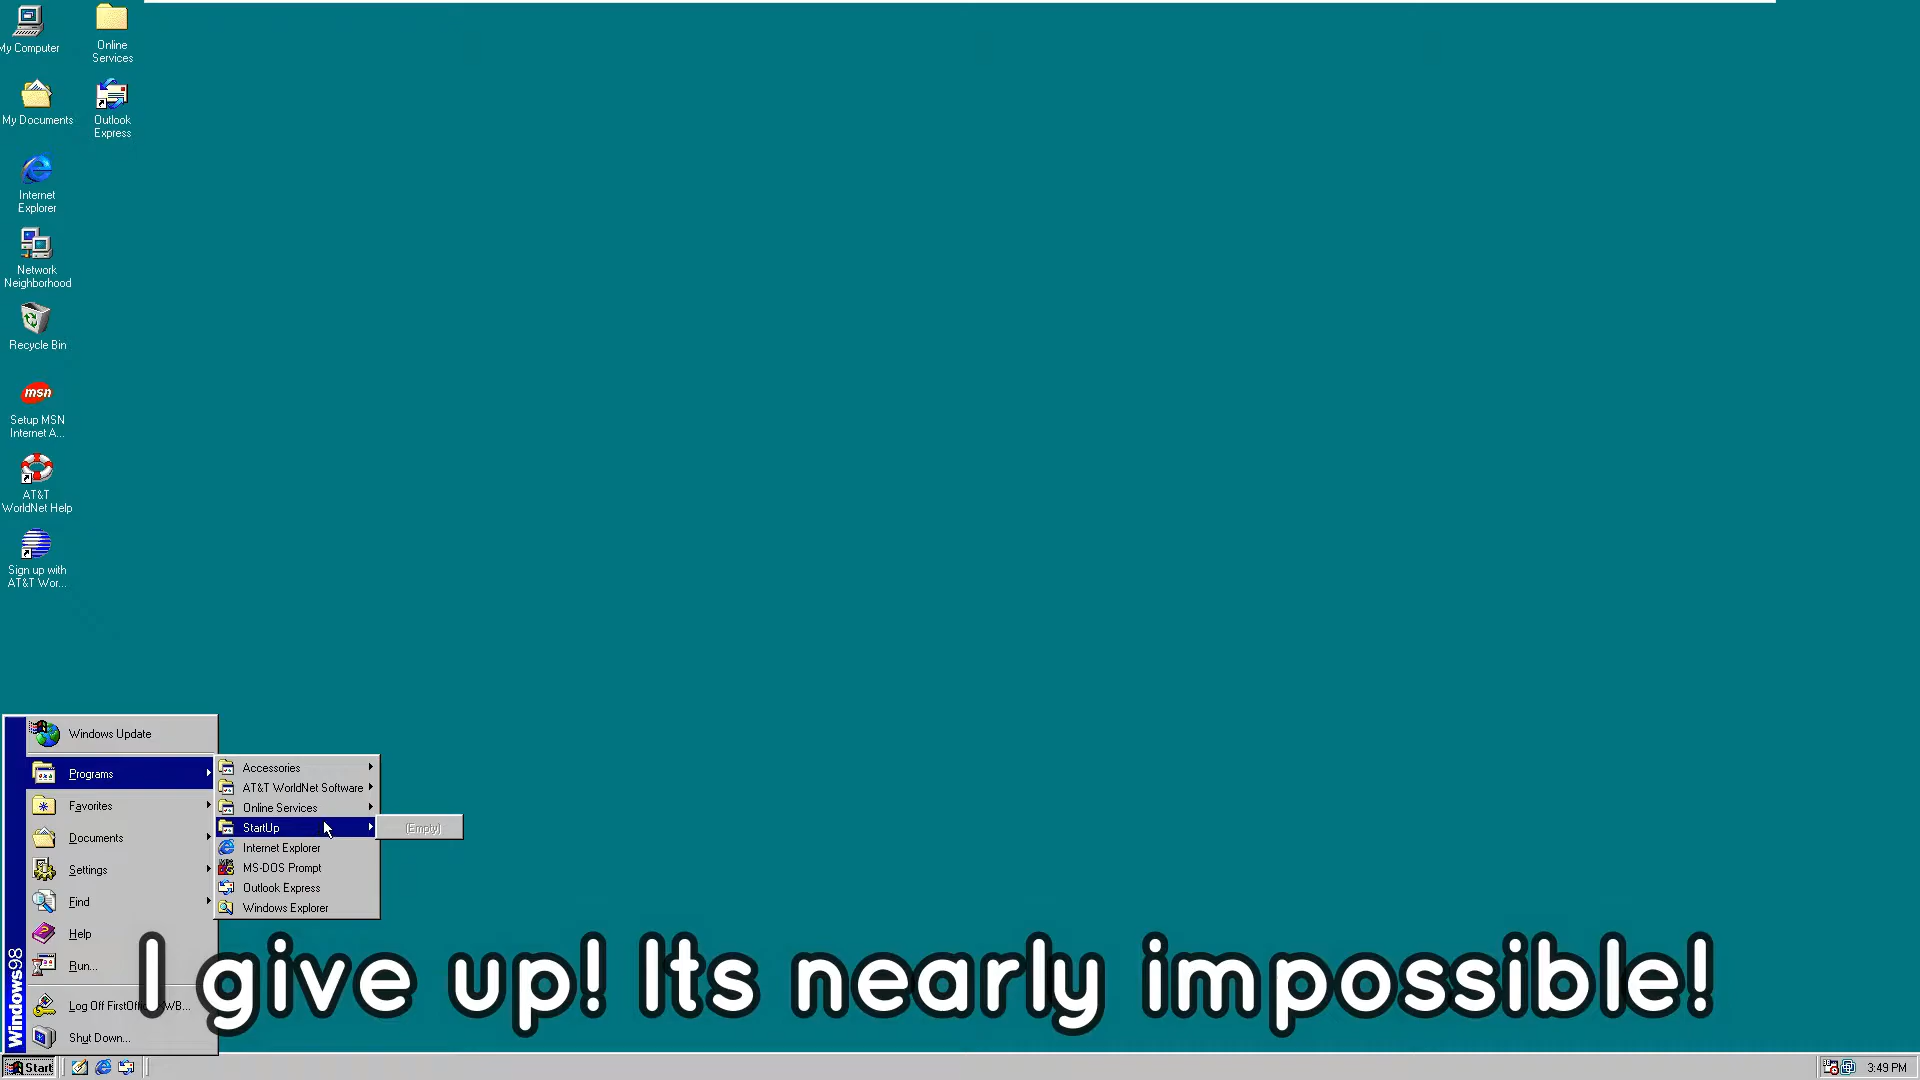 My Computer
Online
Services
My Documents
Outlook
Express
Internet
Explorer
Network
Neighborhood
Recycle Bin
msn
Setup MSN
Internet A...
AT&T
WorldNet Help
Sign up with
AT&T Wor...
Windows Update
Programs
Favorites
Documents
Settings
Find
Help
Run...
Log Off FirstOffi
WB...
Shut Down...
Windows98
Accessories
AT&T WorldNet Software
Online Services
StartUp
(Empty)
Internet Explorer
MS-DOS Prompt
Outlook Express
Windows Explorer
I give up! Its nearly impossible!
Start
3:49 PM